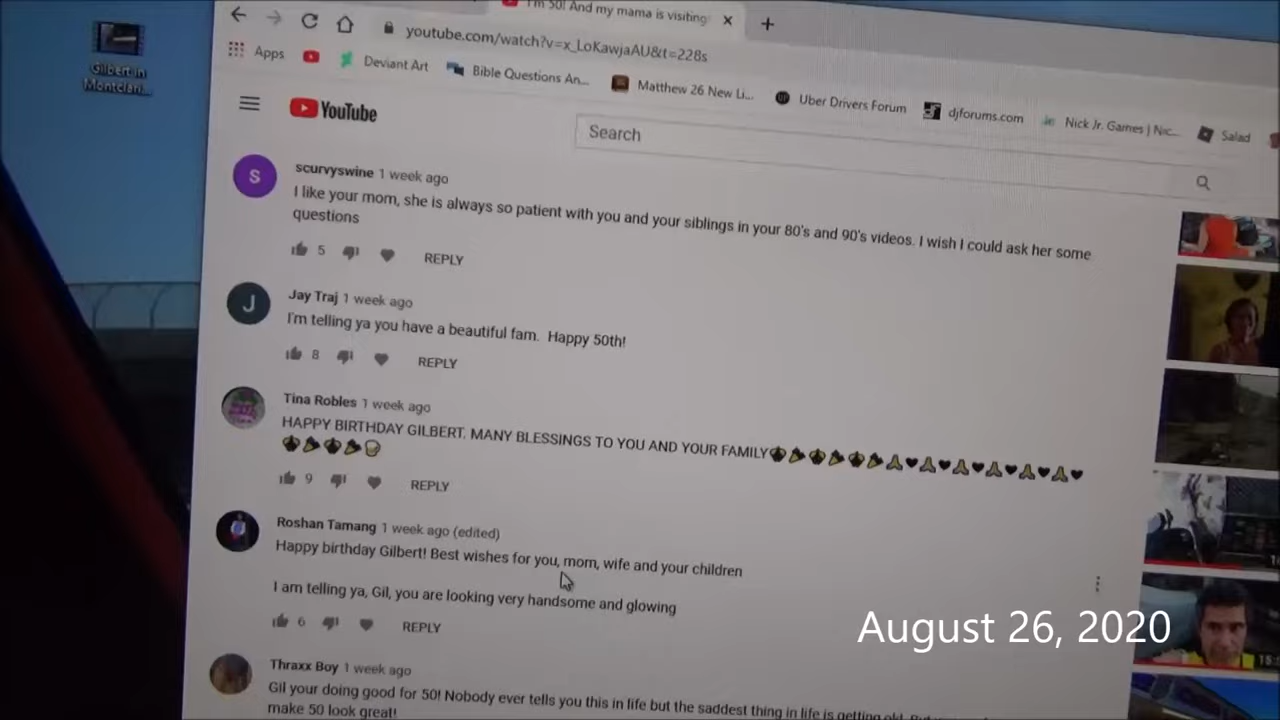 I'm 50! And my mama is visiting
youtube.com/watch?v=x_LoKawjaAU&t=228s
Gilbert in
Montclari...
Apps
Deviant Art
Bible Questions An...
Matthew 26 New Li...
Uber Drivers Forum
djforums.com
Nick Jr. Games | Nic...
Salad
YouTube
Search
S
scurvyswine 1 week ago
I like your mom, she is always so patient with you and your siblings in your 80's and 90's videos. I wish I could ask her some
questions
5 REPLY
J
Jay Traj 1 week ago
I'm telling ya you have a beautiful fam. Happy 50th!
8 REPLY
Tina Robles 1 week ago
HAPPY BIRTHDAY GILBERT. MANY BLESSINGS TO YOU AND YOUR FAMILY
9 REPLY
Roshan Tamang 1 week ago (edited)
Happy birthday Gilbert! Best wishes for you, mom, wife and your children
I am telling ya, Gil, you are looking very handsome and glowing
6 REPLY
August 26, 2020
Thraxx Boy 1 week ago
Gil your doing good for 50! Nobody ever tells you this in life but the saddest thing in life is getting old.
make 50 look great!